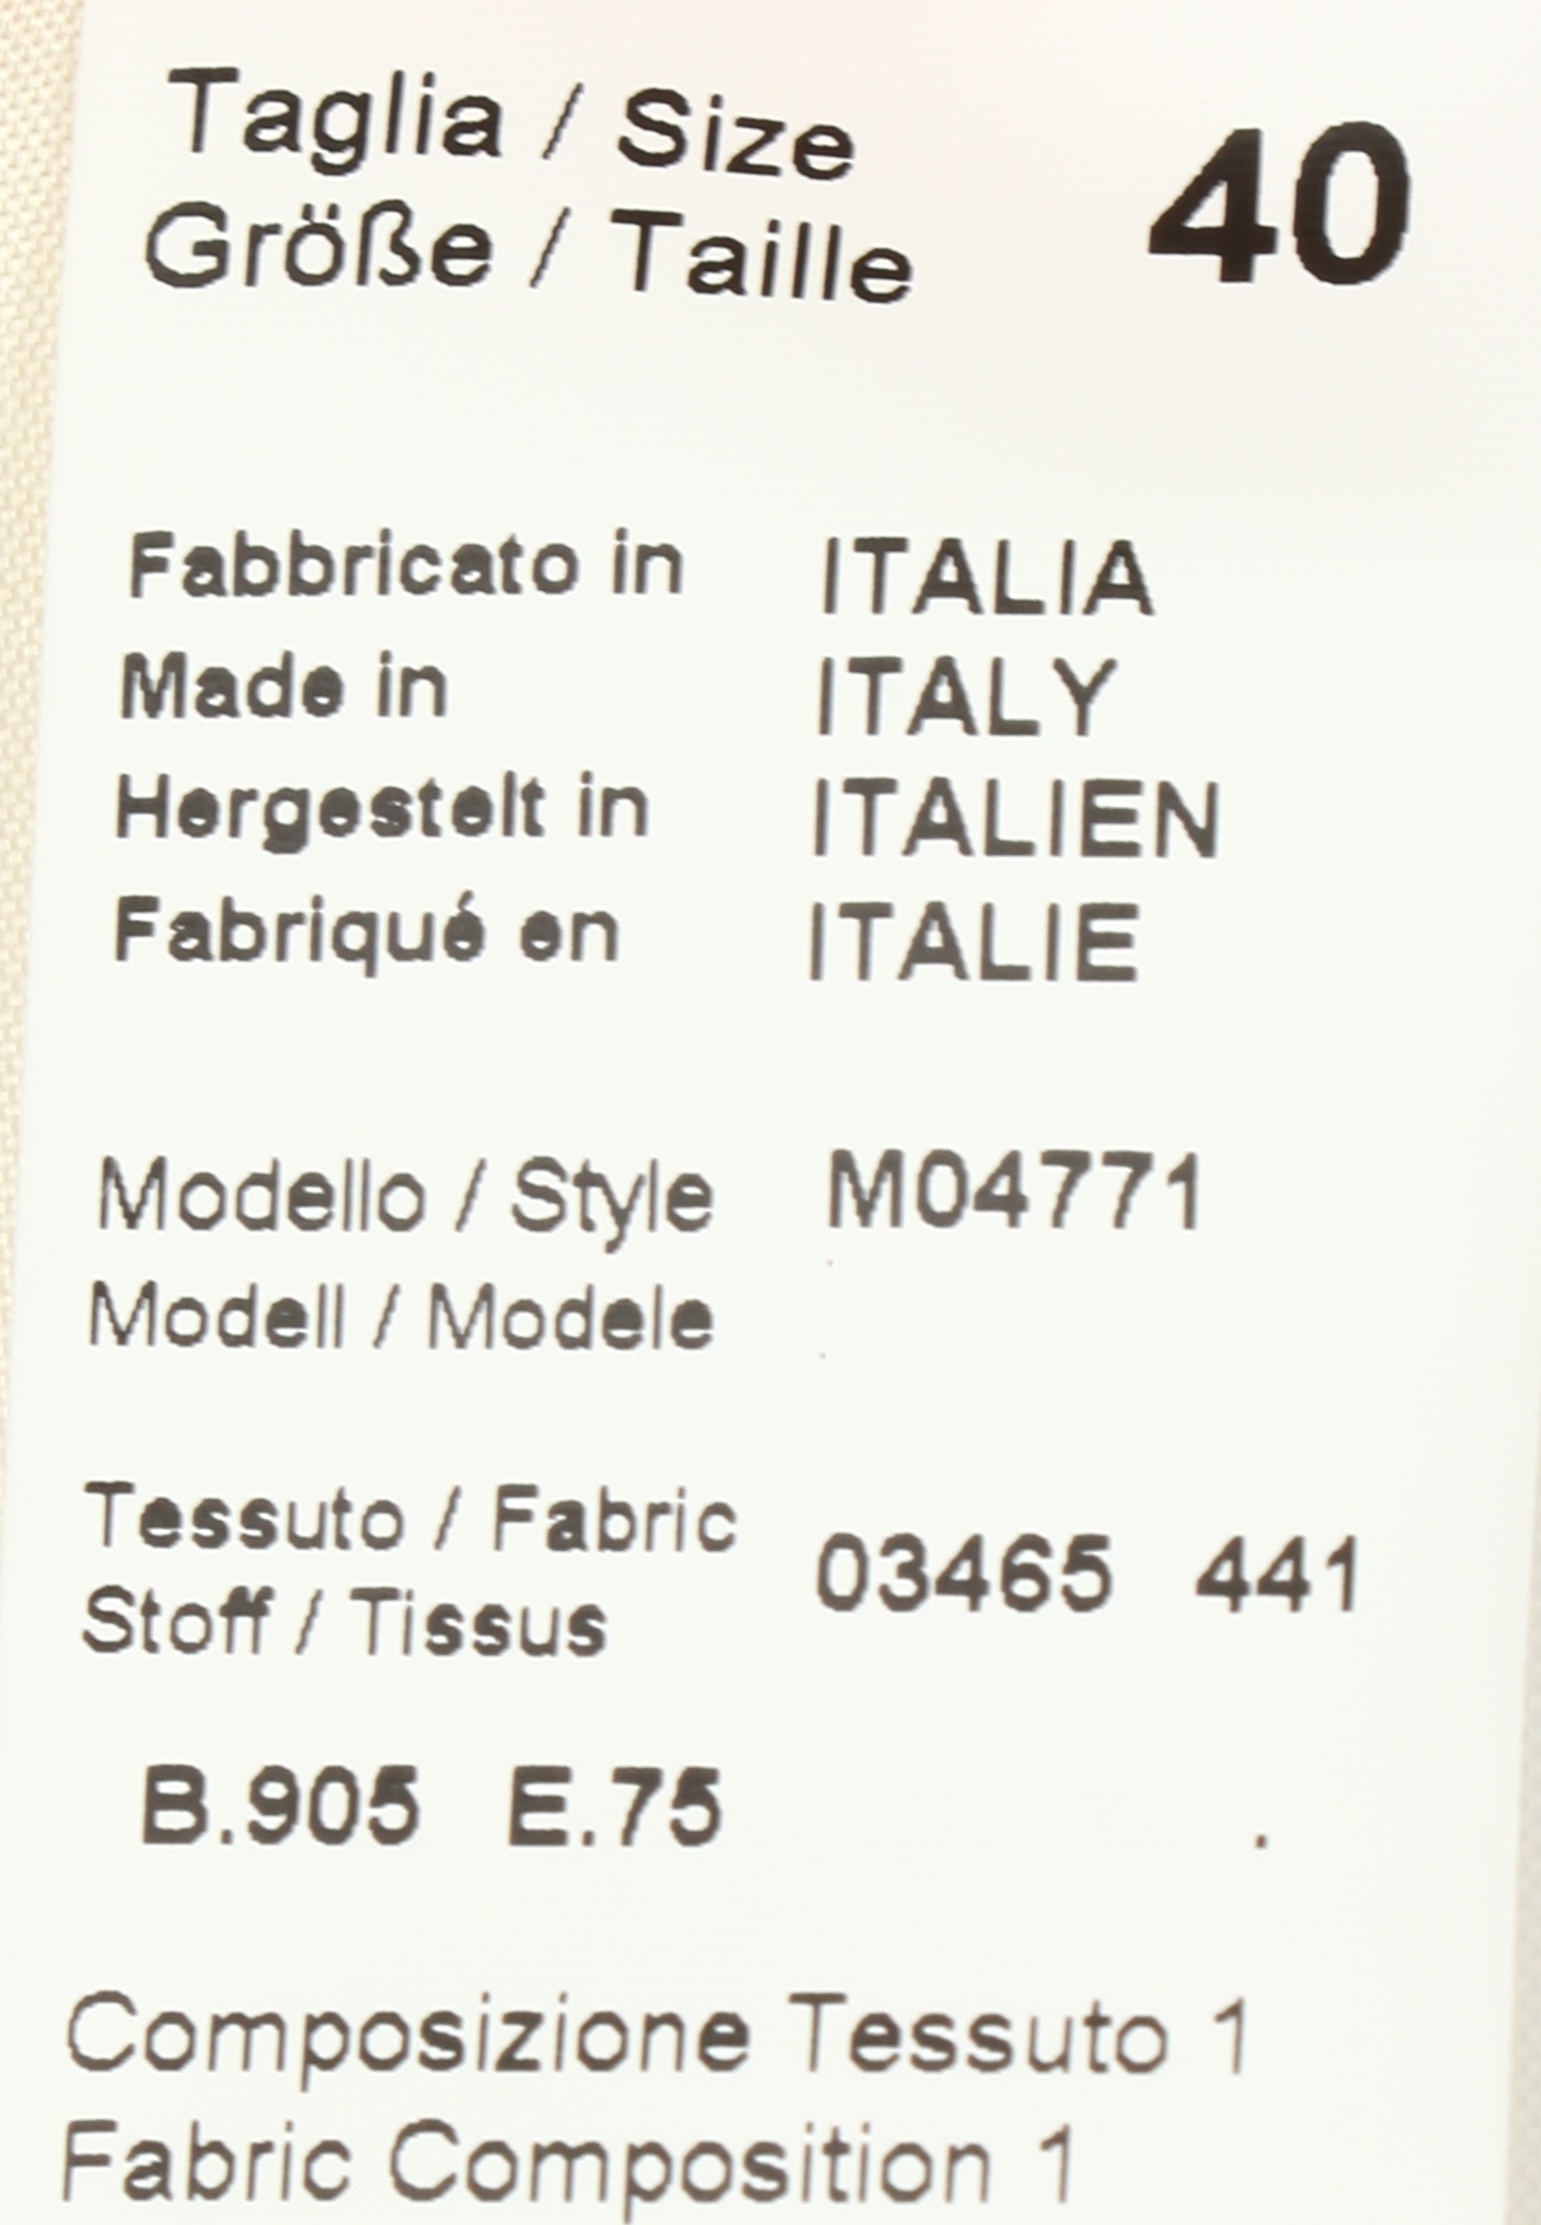 Taglia / Size
Größe / Taille 40
Fabbricato in ITALIA
Made in ITALY
Hergestelt in ITALIEN
Fabriqué en ITALIE
Modello / Style M04771
Modell / Modele
Tessuto / Fabric
Stoff / Tissus 03465 441
B.905 E.75 .
Composizione Tessuto 1
Fabric Composition 1